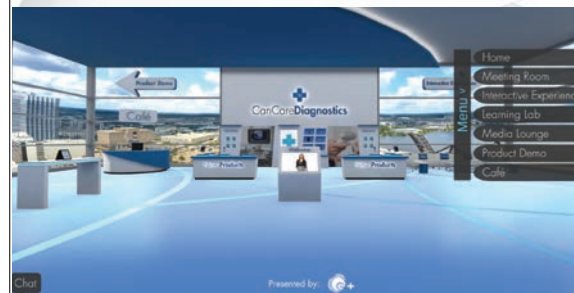 Product Demo
Café
CanCareDiagnostics
Products
Products
Menu
Home
Meeting Room
Interactive Experience
Learning Lab
Media Lounge
Product Demo
Café
Chat
Presented by: